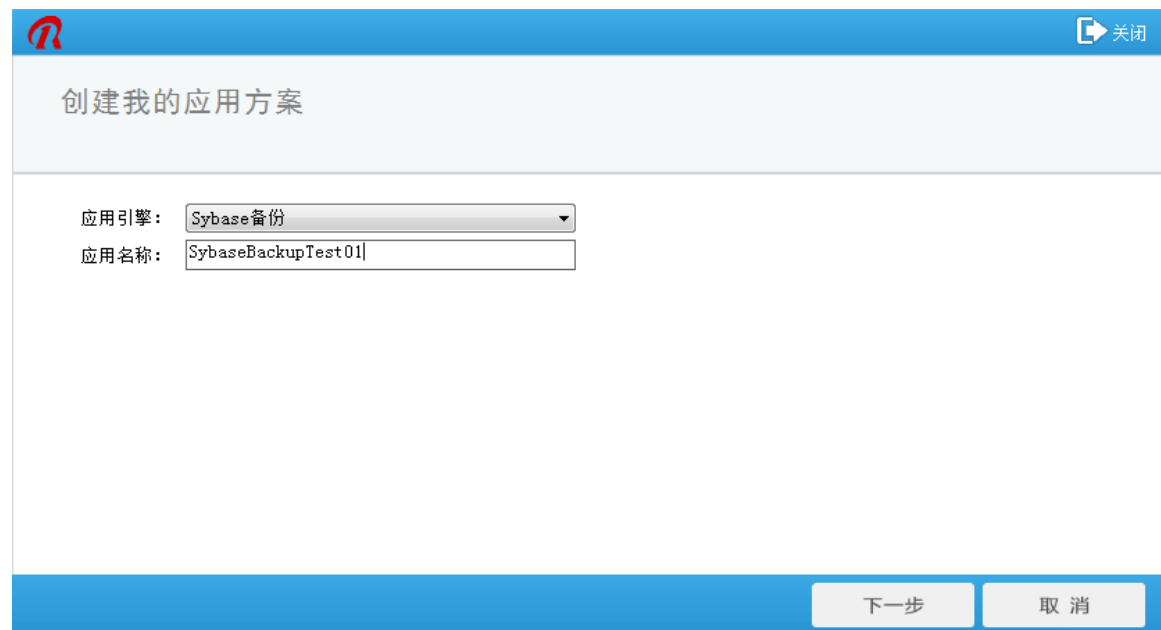 关闭
创建我的应用方案
应用引擎： Sybase备份
应用名称： SybaseBackupTest01
下一步 取 消